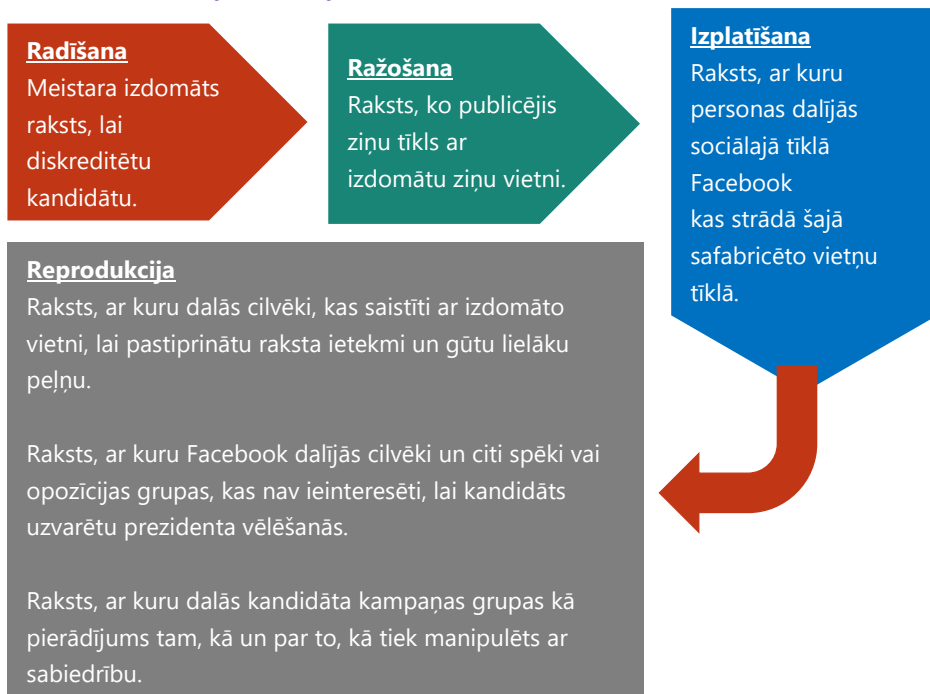 Radīšana
Meistara izdomāts
raksts, lai
diskreditētu
kandidātu.
Ražošana
Raksts, ko publicējis
ziņu tīkls ar
izdomātu ziņu vietni.
Izplatīšana
Raksts, ar kuru
personas dalījās
sociālajā tīklā
Facebook
kas strādā šajā
safabricēto vietņu
tīklā.
Reprodukcija
Raksts, ar kuru dalās cilvēki, kas saistīti ar izdomāto
vietni, lai pastiprinātu raksta ietekmi un gūtu lielāku
peļņu.
Raksts, ar kuru Facebook dalījās cilvēki un citi spēki vai
opozīcijas grupas, kas nav ieinteresēti, lai kandidāts
uzvarētu prezidenta vēlēšanās.
Raksts, ar kuru dalās kandidāta kampaņas grupas kā
pierādījums tam, kā un par to, kā tiek manipulēts ar
sabiedrību.